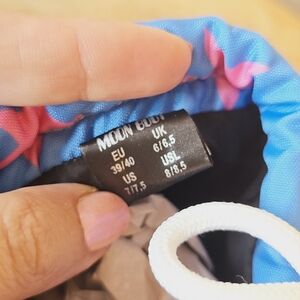 MOON BOOT
EU UK
39/40 6/6,5
US USL
7/7,5 8/8,5